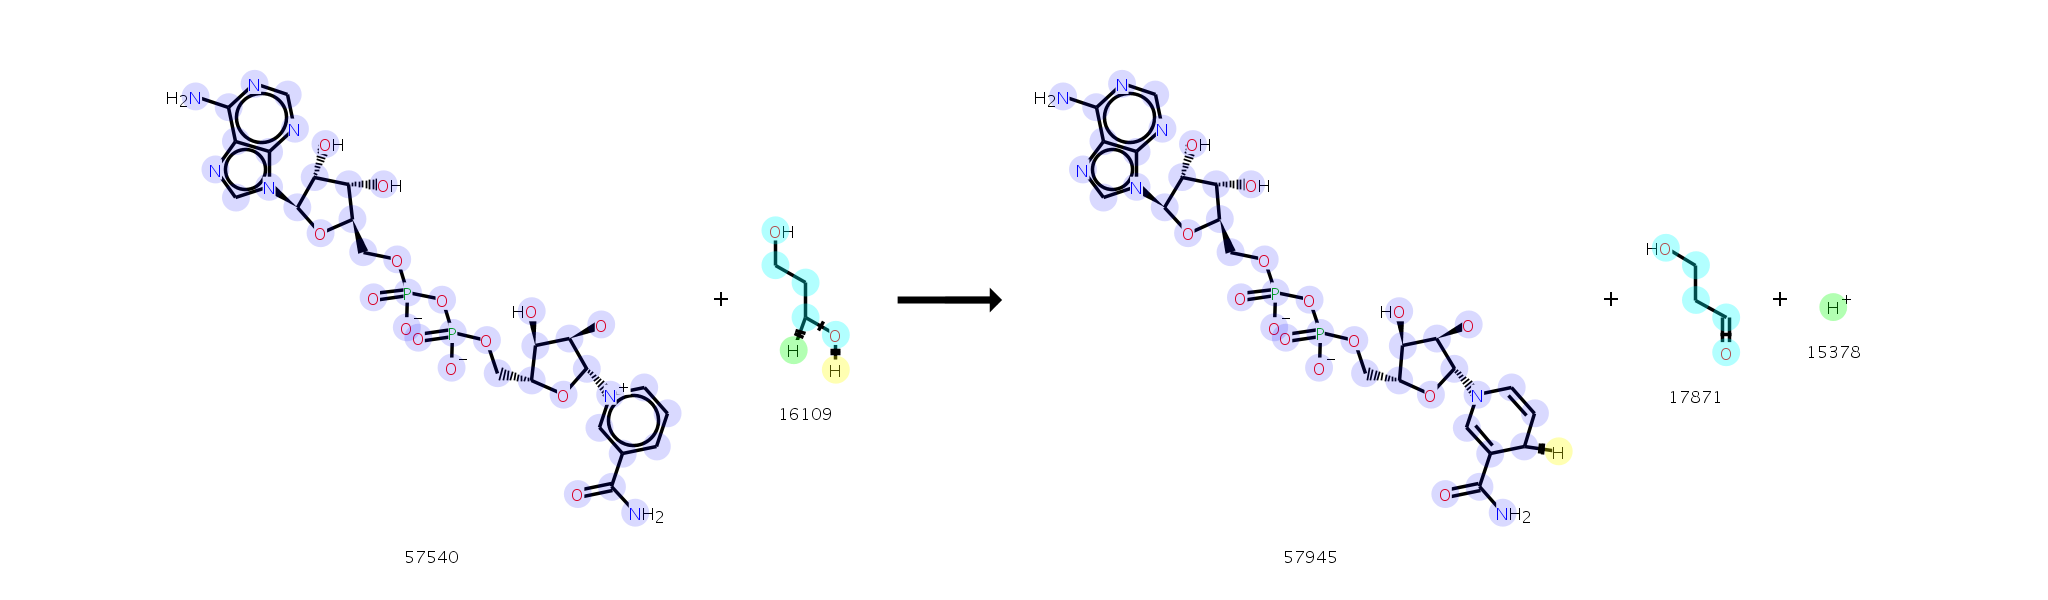 H2N N N N N OH OH O O O P O O− O P O O− O HO O O N+ O NH2
57540
+
OH H O H
16109
H2N N N N N OH OH O O O P O O− O P O O− O HO O O N H O NH2
57945
+
HO O
17871
+
H+
15378